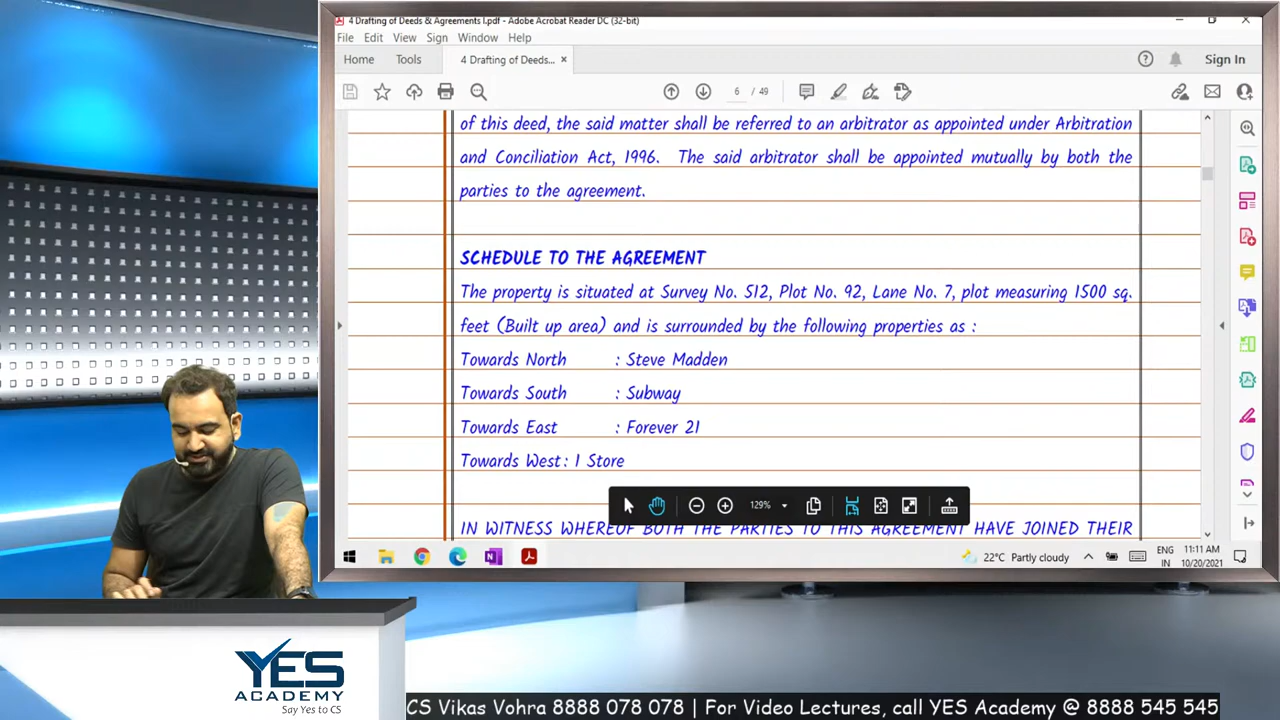 4 Drafting of Deeds & Agreements I.pdf - Adobe Acrobat Reader DC (32-bit)
File Edit View Sign Window Help
Home Tools 4 Drafting of Deeds... × Sign In
6 / 49
of this deed, the said matter shall be referred to an arbitrator as appointed under Arbitration
and Conciliation Act, 1996. The said arbitrator shall be appointed mutually by both the
parties to the agreement.
SCHEDULE TO THE AGREEMENT
The property is situated at Survey No. 512, Plot No. 92, Lane No. 7, plot measuring 1500 sq.
feet (Built up area) and is surrounded by the following properties as :
Towards North : Steve Madden
Towards South : Subway
Towards East : Forever 21
Towards West : 1 Store
129%
IN WITNESS WHEREOF BOTH THE PARTIES TO THIS AGREEMENT HAVE JOINED THEIR
22°C Partly cloudy
ENG
IN
11:11 AM
10/20/2021
YES
ACADEMY
Say Yes to CS
CS Vikas Vohra 8888 078 078 | For Video Lectures, call YES Academy @ 8888 545 545